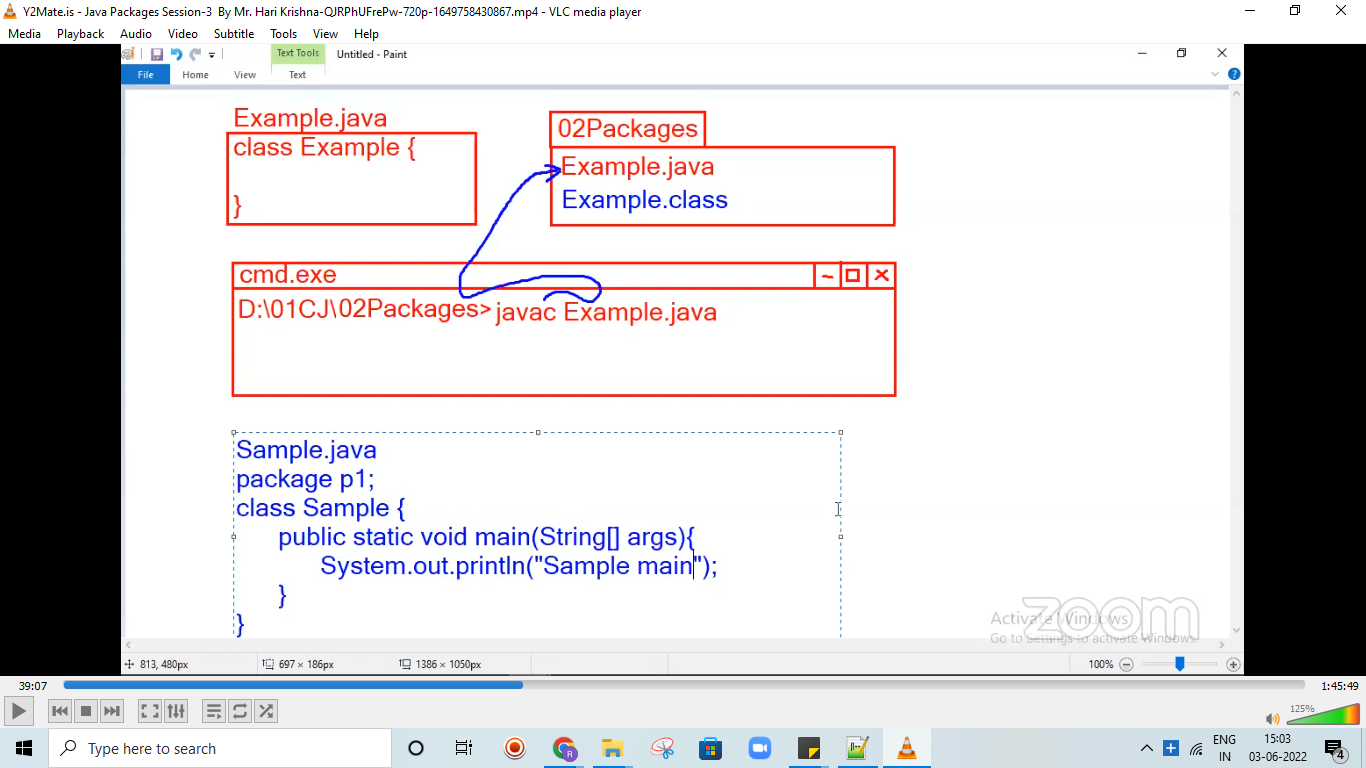 Y2Mate.is - Java Packages Session-3 By Mr. Hari Krishna-QJRPhUFrePw-720p-1649758430867.mp4 - VLC media player
Media Playback Audio Video Subtitle Tools View Help
Text Tools Untitled - Paint
File Home View Text
Example.java
class Example {
}
02Packages
Example.java
Example.class
cmd.exe
D:\01CJ\02Packages> javac Example.java
Sample.java
package p1;
class Sample {
public static void main(String[] args){
System.out.println("Sample main");
}
}
zoom
Activate Windows
Go to Settings to activate Windows.
813, 480px 697 × 186px 1386 × 1050px 100%
39:07 1:45:49
125%
Type here to search
ENG
IN
15:03
03-06-2022
4